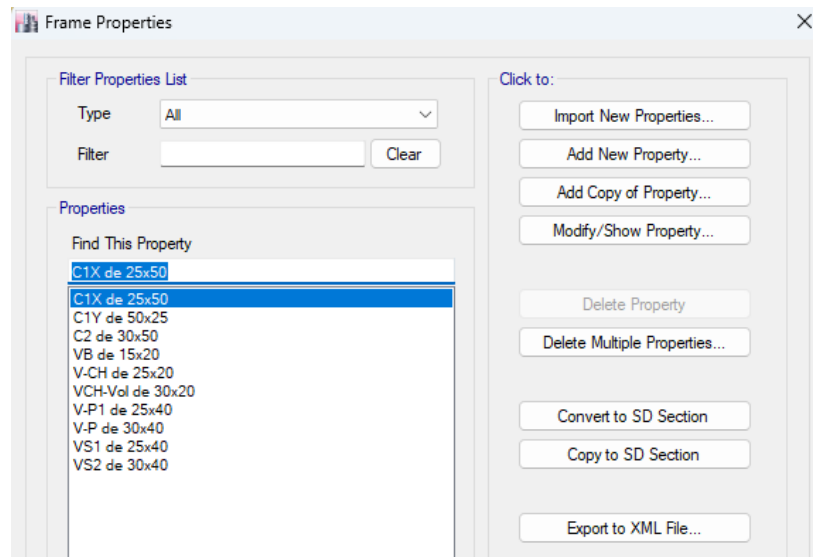 Frame Properties
Filter Properties List
Type
All
Filter
Clear
Properties
Find This Property
C1X de 25x50
C1X de 25x50
C1Y de 50x25
C2 de 30x50
VB de 15x20
V-CH de 25x20
VCH-Vol de 30x20
V-P1 de 25x40
V-P de 30x40
VS1 de 25x40
VS2 de 30x40
Click to:
Import New Properties...
Add New Property...
Add Copy of Property...
Modify/Show Property...
Delete Property
Delete Multiple Properties...
Convert to SD Section
Copy to SD Section
Export to XML File...